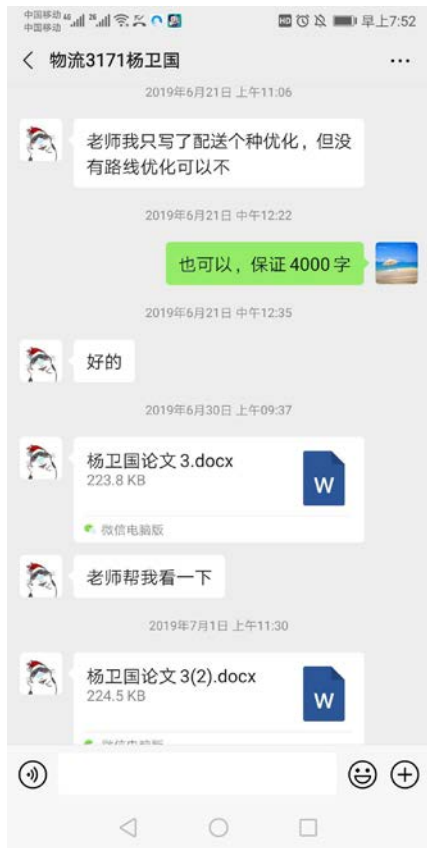 中国移动 46
中国移动
26
HD
早上7:52
物流3171杨卫国
2019年6月21日 上午11:06
老师我只写了配送个种优化，但没
有路线优化可以不
2019年6月21日 中午12:22
也可以，保证4000字
2019年6月21日 中午12:35
好的
2019年6月30日 上午09:37
杨卫国论文3.docx
223.8 KB
W
微信电脑版
老师帮我看一下
2019年7月1日 上午11:30
杨卫国论文3(2).docx
224.5 KB
W
微信电脑版